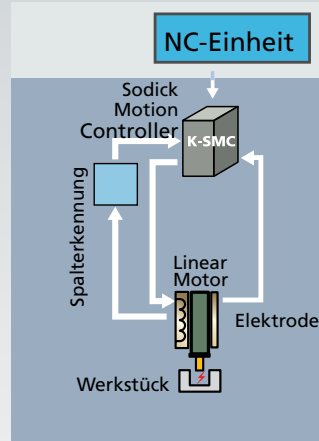 NC-Einheit
Sodick
Motion
Controller
K-SMC
Spalterkennung
Linear
Motor
Elektrode
Werkstück